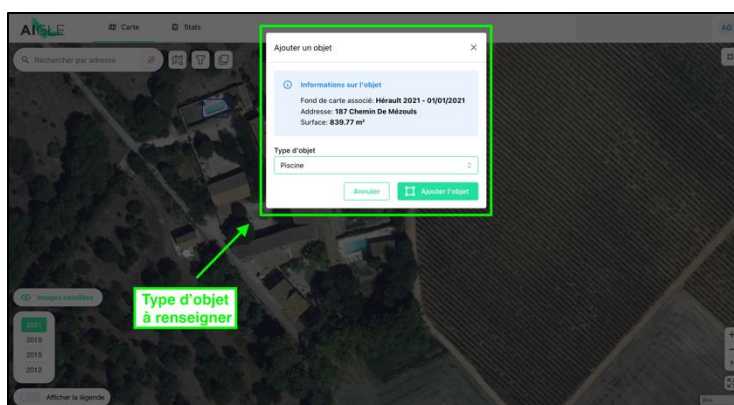 AIGLE
Carte
Stats
AG
Rechercher par adresse
Ajouter un objet
Informations sur l'objet
Fond de carte associé: Hérault 2021 - 01/01/2021
Addresse: 187 Chemin De Mézouls
Surface: 839.77 m²
Type d'objet
Piscine
Annuler
Ajouter l'objet
Type d'objet
à renseigner
Images satellites
2021
2018
2015
2012
Afficher la légende